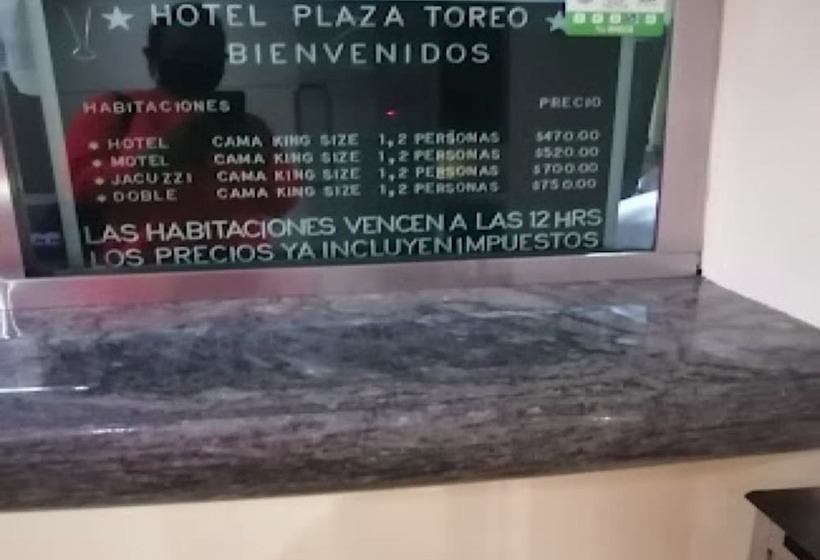 HOTEL PLAZA TOREO
BIENVENIDOS
HABITACIONES PRECIO
HOTEL CAMA KING SIZE 1,2 PERSONAS $470.00
MOTEL CAMA KING SIZE 1,2 PERSONAS $520.00
JACUZZI CAMA KING SIZE 1,2 PERSONAS $700.00
DOBLE CAMA KING SIZE 1,2 PERSONAS $750.00
LAS HABITACIONES VENCEN A LAS 12 HRS
LOS PRECIOS YA INCLUYEN IMPUESTOS